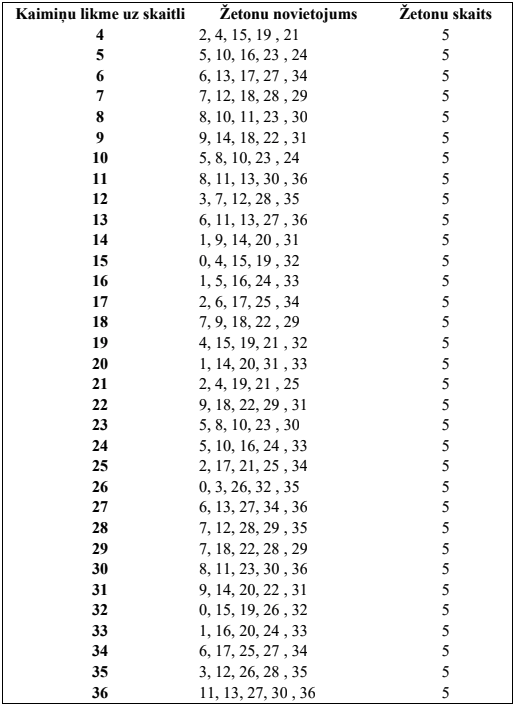 Kaimiņu likme uz skaitli Žetonu novietojums Žetonu skaits
4 2, 4, 15, 19 , 21 5
5 5, 10, 16, 23 , 24 5
6 6, 13, 17, 27 , 34 5
7 7, 12, 18, 28 , 29 5
8 8, 10, 11, 23 , 30 5
9 9, 14, 18, 22 , 31 5
10 5, 8, 10, 23 , 24 5
11 8, 11, 13, 30 , 36 5
12 3, 7, 12, 28 , 35 5
13 6, 11, 13, 27 , 36 5
14 1, 9, 14, 20 , 31 5
15 0, 4, 15, 19 , 32 5
16 1, 5, 16, 24 , 33 5
17 2, 6, 17, 25 , 34 5
18 7, 9, 18, 22 , 29 5
19 4, 15, 19, 21 , 32 5
20 1, 14, 20, 31 , 33 5
21 2, 4, 19, 21 , 25 5
22 9, 18, 22, 29 , 31 5
23 5, 8, 10, 23 , 30 5
24 5, 10, 16, 24 , 33 5
25 2, 17, 21, 25 , 34 5
26 0, 3, 26, 32 , 35 5
27 6, 13, 27, 34 , 36 5
28 7, 12, 28, 29 , 35 5
29 7, 18, 22, 28 , 29 5
30 8, 11, 23, 30 , 36 5
31 9, 14, 20, 22 , 31 5
32 0, 15, 19, 26 , 32 5
33 1, 16, 20, 24 , 33 5
34 6, 17, 25, 27 , 34 5
35 3, 12, 26, 28 , 35 5
36 11, 13, 27, 30 , 36 5